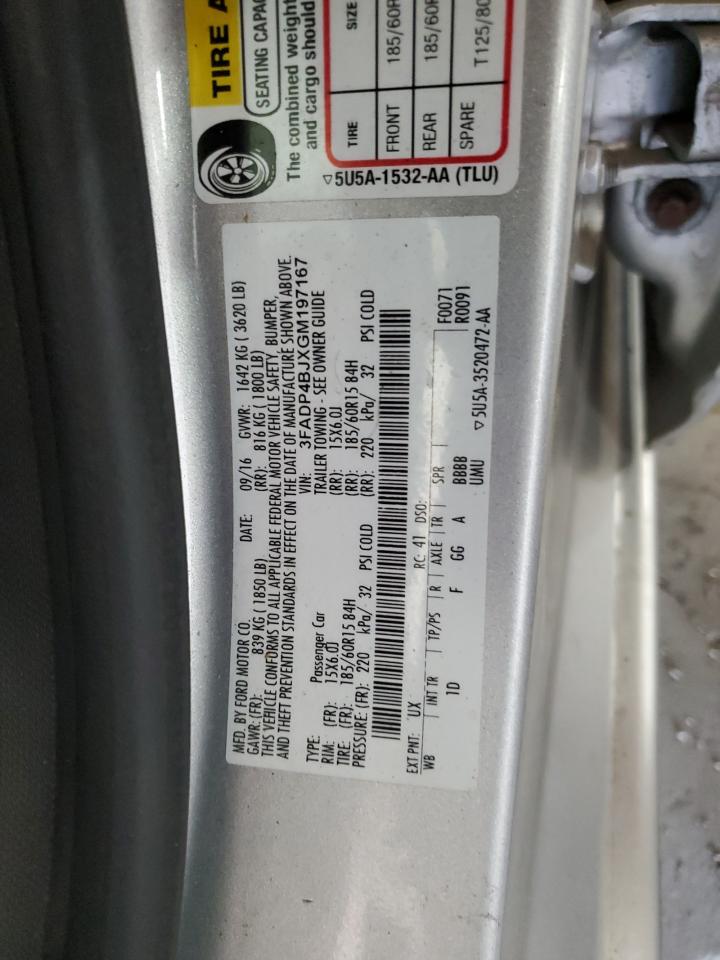 TIRE A
SEATING CAPAC
The combined weight
and cargo should
TIRE SIZE
FRONT 185/60R
REAR 185/60R
SPARE T125/80
▽5U5A-1532-AA (TLU)
MFD. BY FORD MOTOR CO. DATE: 09/16 GVWR: 1642 KG ( 3620 LB)
GAWR: (FR): 839 KG ( 1850 LB) (RR): 816 KG ( 1800 LB)
THIS VEHICLE CONFORMS TO ALL APPLICABLE FEDERAL MOTOR VEHICLE SAFETY, BUMPER,
AND THEFT PREVENTION STANDARDS IN EFFECT ON THE DATE OF MANUFACTURE SHOWN ABOVE.
VIN: 3FADP4BJXGM197167
TYPE: Passenger Car TRAILER TOWING - SEE OWNER GUIDE
RIM: (FR): 15X6.0J (RR): 15X6.0J
TIRE: (FR): 185/60R15 84H (RR): 185/60R15 84H
PRESSURE: (FR): 220 kPa/ 32 PSI COLD (RR): 220 kPa/ 32 PSI COLD
EXT PNT: UX RC: 41 DSO: F0071
WB INT TR TP/PS R AXLE TR SPR R0091
1D F GG A BBBB
UMU ▽5U5A-3520472-AA